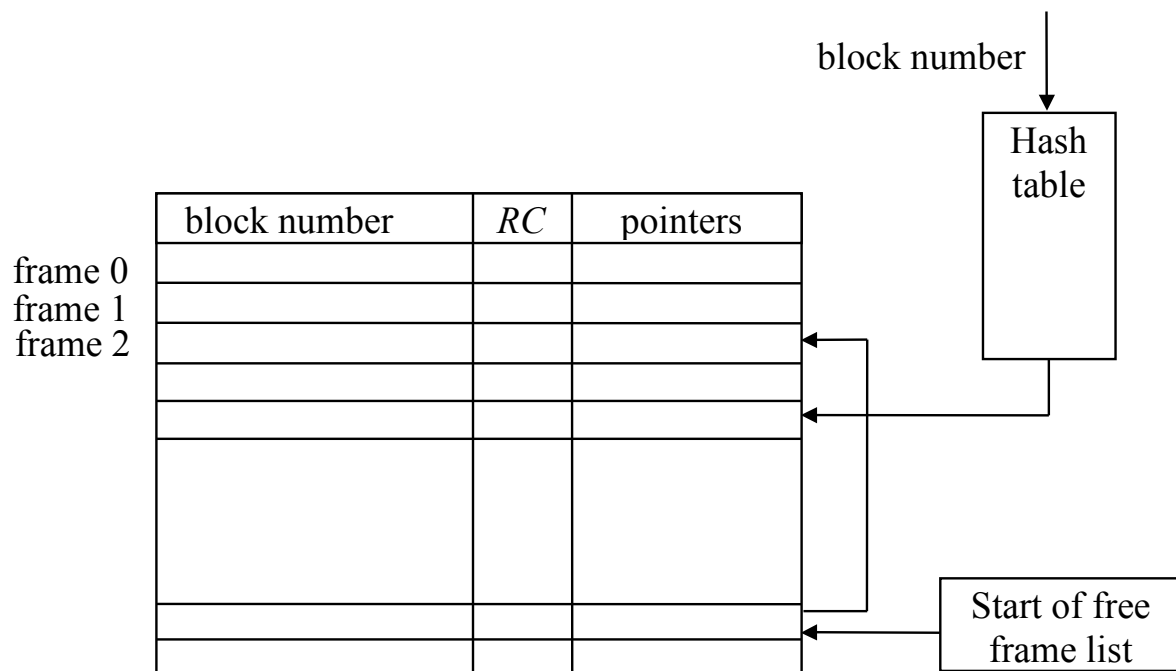 block number
Hash
table
block number RC pointers
frame 0
frame 1
frame 2
Start of free
frame list